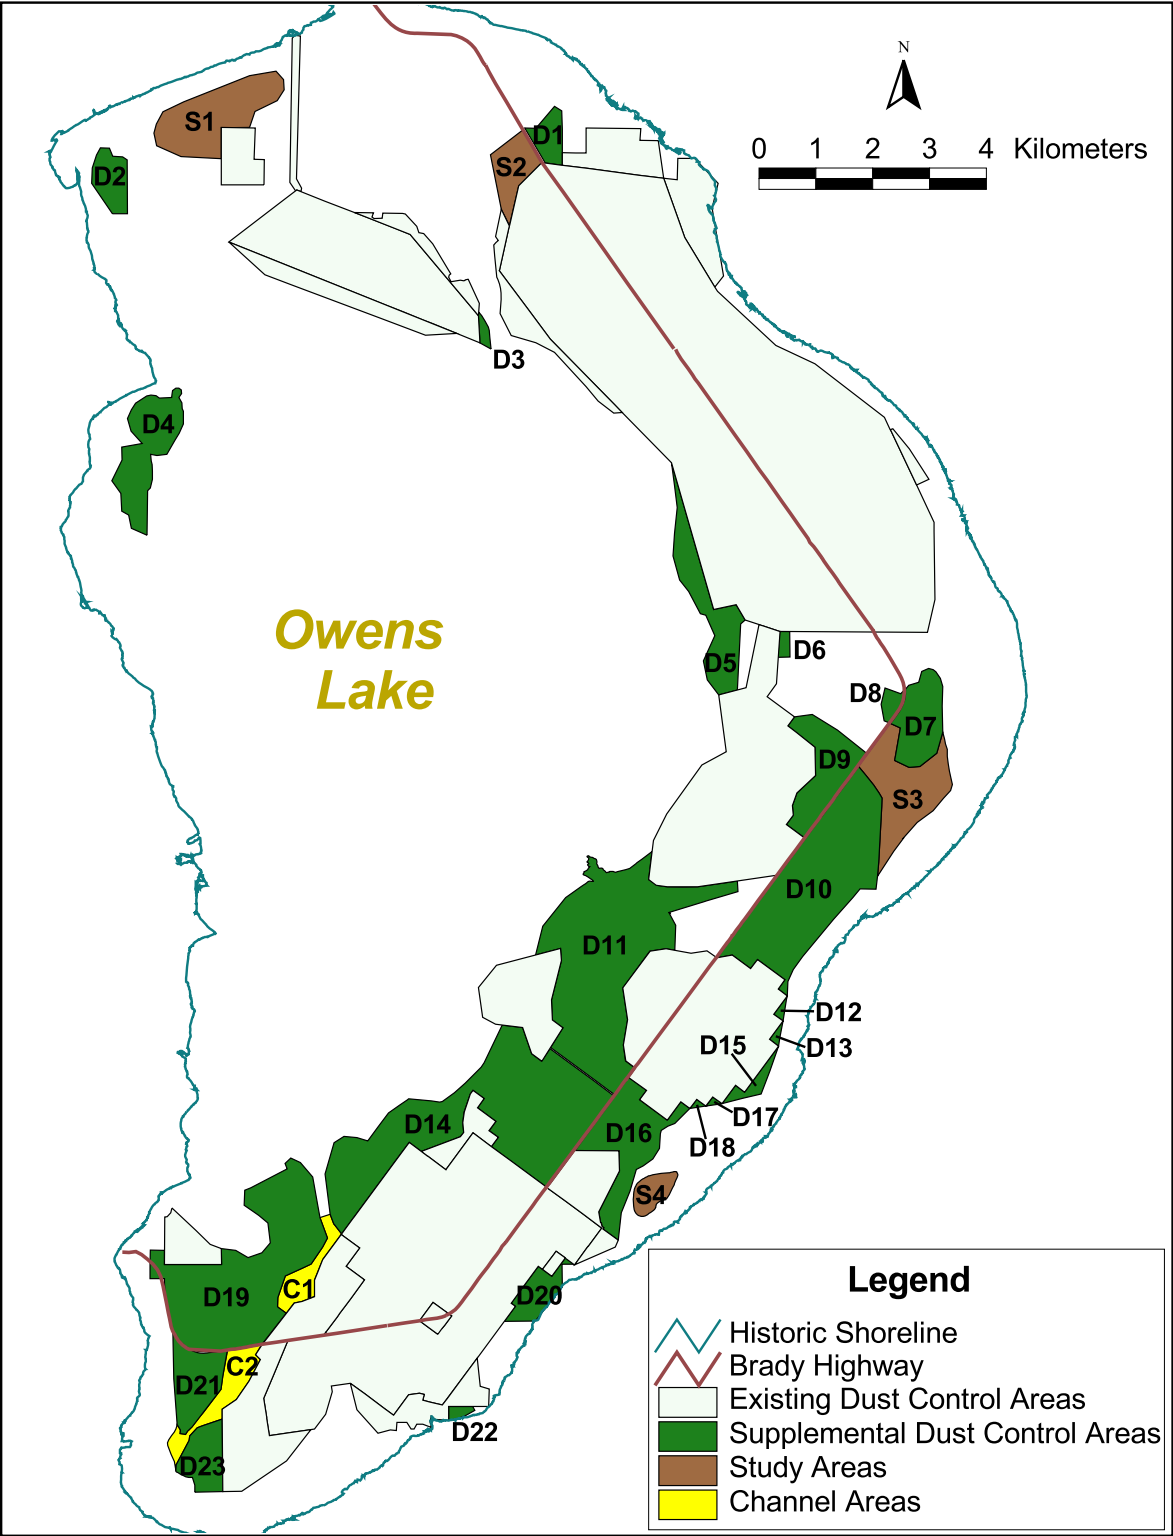 N
0 1 2 3 4 Kilometers
S1
D1
S2
D2
D3
D4
Owens
Lake
D5
D6
D8
D7
D9
S3
D10
D11
D12
D13
D15
D17
D14
D16
D18
S4
C1
D19
D20
C2
D21
D22
D23
Legend
Historic Shoreline
Brady Highway
Existing Dust Control Areas
Supplemental Dust Control Areas
Study Areas
Channel Areas